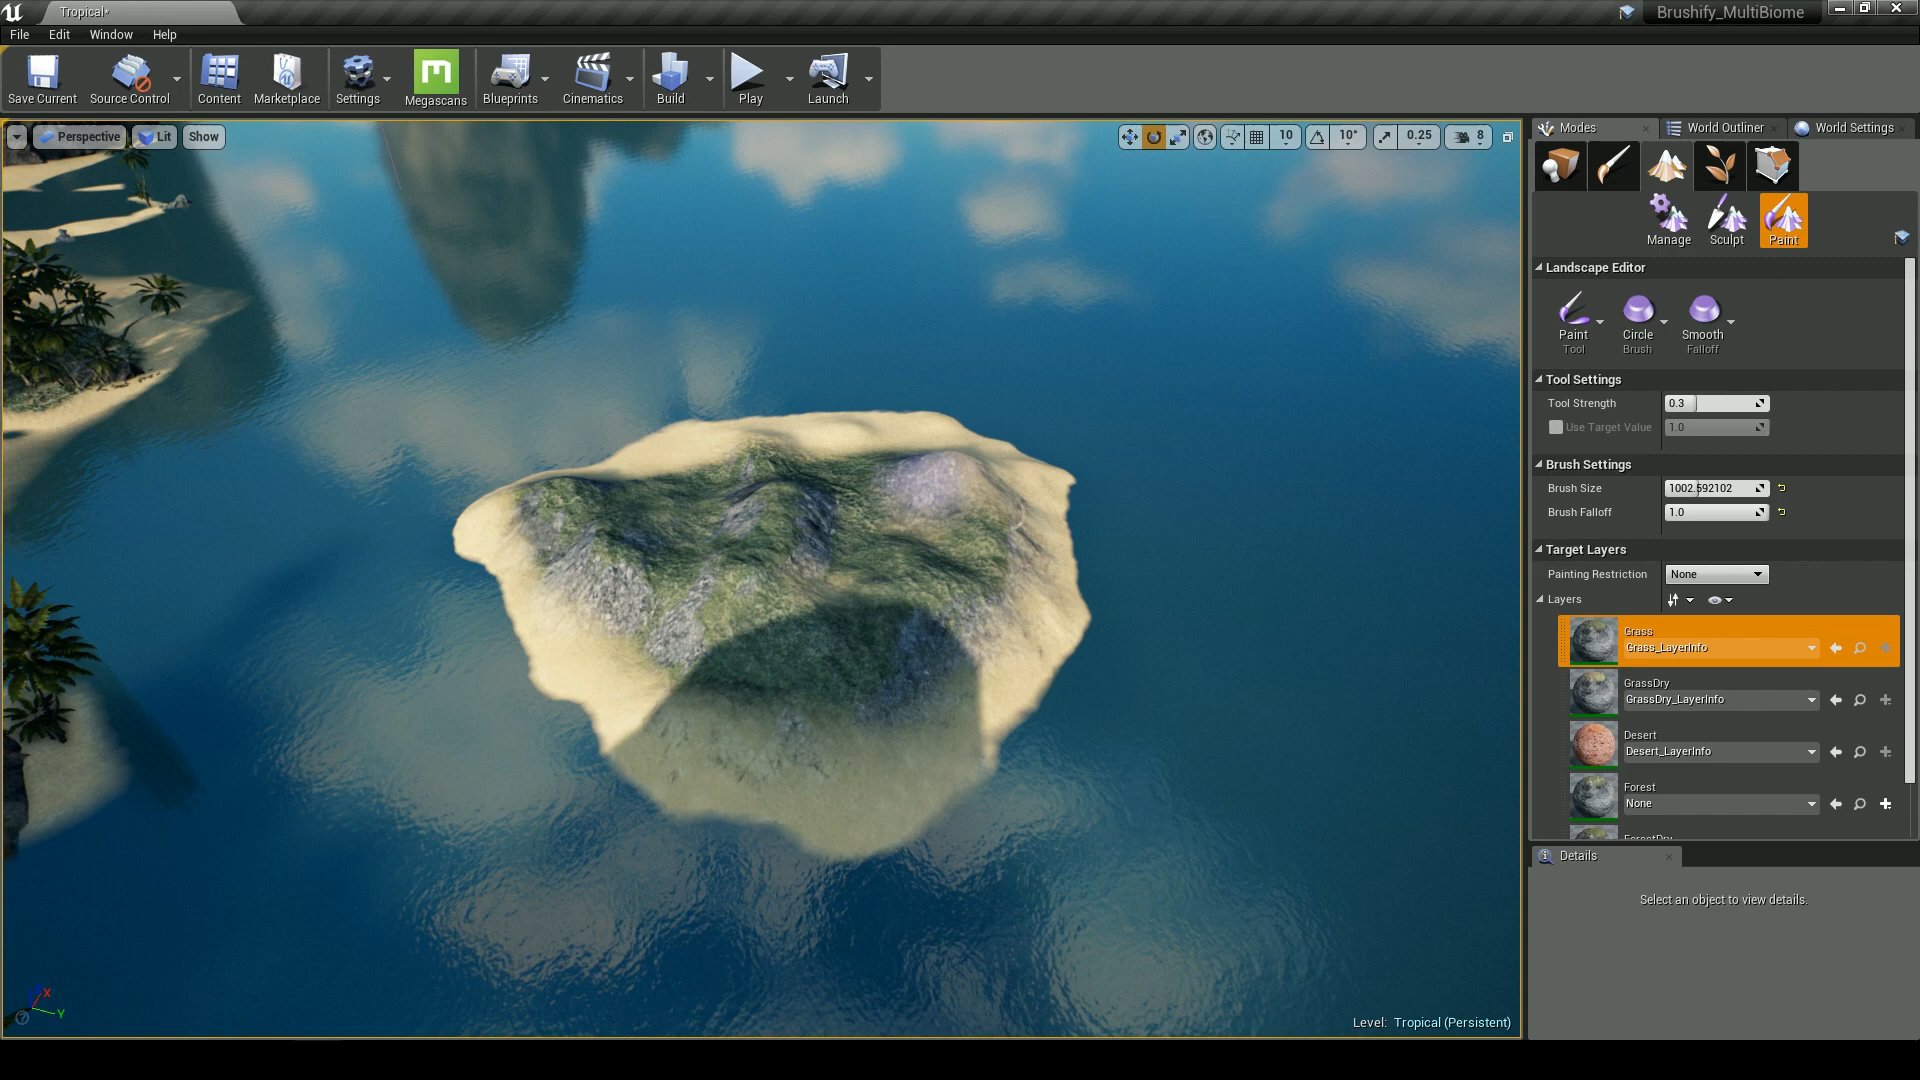 Tropical•
Brushify_MultiBiome
File Edit Window Help
Save Current Source Control Content Marketplace Settings Megascans Blueprints Cinematics Build Play Launch
Perspective Lit Show
10 10° 0.25 8
Modes World Outliner World Settings
Manage Sculpt Paint
Landscape Editor
Paint Circle Smooth
Tool Brush Falloff
Tool Settings
Tool Strength 0.3
Use Target Value 1.0
Brush Settings
Brush Size 1002.592102
Brush Falloff 1.0
Target Layers
Painting Restriction None
Layers
Grass
Grass_LayerInfo
GrassDry
GrassDry_LayerInfo
Desert
Desert_LayerInfo
Forest
None
ForestDry
Details
Select an object to view details.
X
Y
Level: Tropical (Persistent)